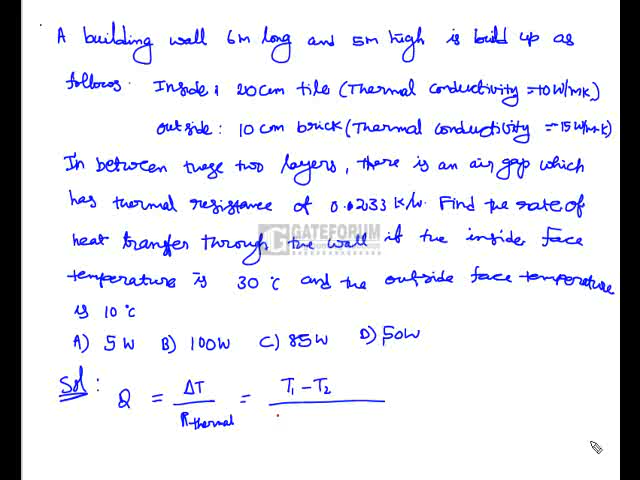 A building wall 6m long and 5m high is build up as
follows: Inside: 20cm tile (Thermal conductivity = 10 W/mK)
outside: 10 cm brick (Thermal conductivity = 15 W/mK)
In between these two layers, there is an air gap which
has thermal resistance of 0.0233 K/W. Find the rate of
GATEFORUM
heat transfer through the wall if the inside face
temperature is 30°C and the outside face temperature
is 10°C
A) 5W B) 100W C) 85W D) 50W
Sol: Q = ΔT / Rthermal = T1 - T2